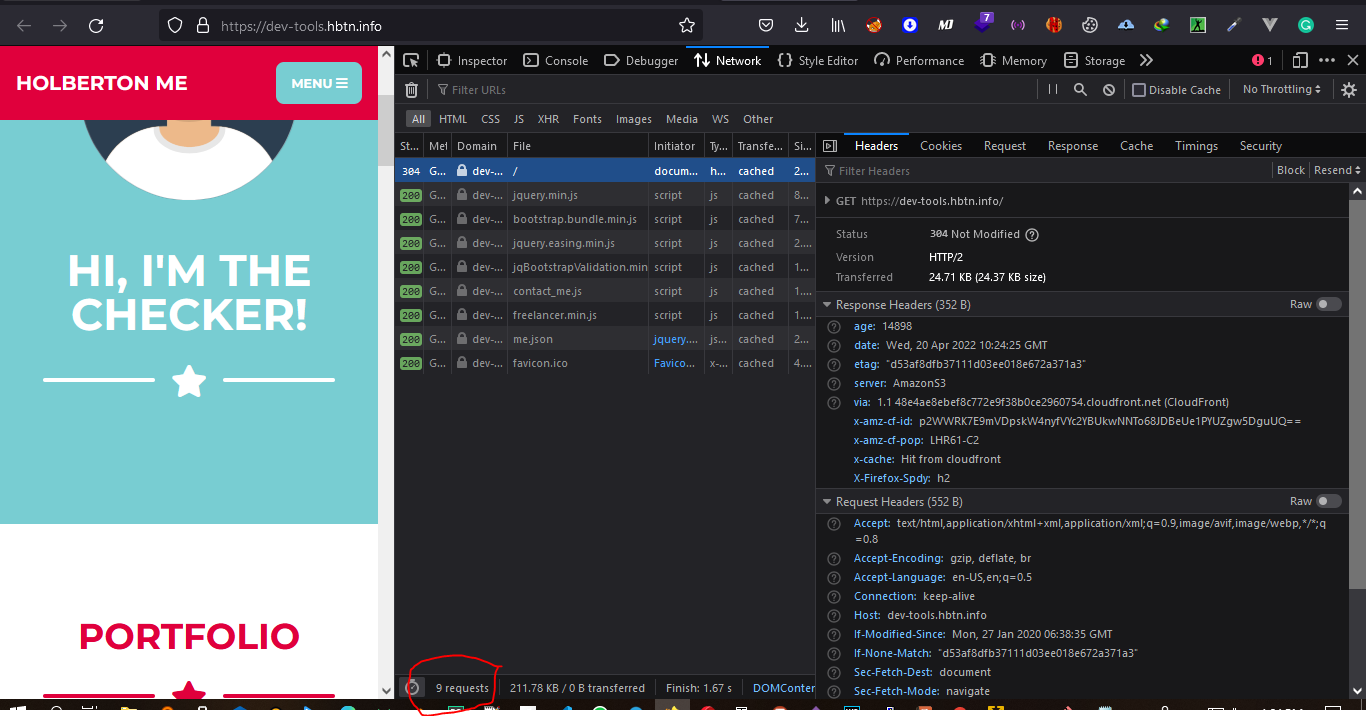 https://dev-tools.hbtn.info
7
HOLBERTON ME
MENU
HI, I'M THE
CHECKER!
PORTFOLIO
Inspector Console Debugger Network Style Editor Performance Memory Storage 1
Filter URLs Disable Cache No Throttling
All HTML CSS JS XHR Fonts Images Media WS Other
St... Met Domain File Initiator Ty... Transfe... Si...
304 G... dev-... / docum... h... cached 2...
200 G... dev-... jquery.min.js script js cached 8...
200 G... dev-... bootstrap.bundle.min.js script js cached 7...
200 G... dev-... jquery.easing.min.js script js cached 2....
200 G... dev-... jqBootstrapValidation.min script js cached 1....
200 G... dev-... contact_me.js script js cached 1....
200 G... dev-... freelancer.min.js script js cached 1....
200 G... dev-... me.json jquery.... js... cached 2...
200 G... dev-... favicon.ico Favico... x-... cached 4....
9 requests 211.78 KB / 0 B transferred Finish: 1.67 s DOMConter
Headers Cookies Request Response Cache Timings Security
Filter Headers Block Resend
GET https://dev-tools.hbtn.info/
Status 304 Not Modified
Version HTTP/2
Transferred 24.71 KB (24.37 KB size)
Response Headers (352 B) Raw
age: 14898
date: Wed, 20 Apr 2022 10:24:25 GMT
etag: "d53af8dfb37111d03ee018e672a371a3"
server: AmazonS3
via: 1.1 48e4ae8ebef8c772e9f38b0ce2960754.cloudfront.net (CloudFront)
x-amz-cf-id: p2WWRK7E9mVDpskW4nyfVYc2YBUkwNNTo68JDBeUe1PYUZgw5DguUQ==
x-amz-cf-pop: LHR61-C2
x-cache: Hit from cloudfront
X-Firefox-Spdy: h2
Request Headers (552 B) Raw
Accept: text/html,application/xhtml+xml,application/xml;q=0.9,image/avif,image/webp,*/*;q
=0.8
Accept-Encoding: gzip, deflate, br
Accept-Language: en-US,en;q=0.5
Connection: keep-alive
Host: dev-tools.hbtn.info
If-Modified-Since: Mon, 27 Jan 2020 06:38:35 GMT
If-None-Match: "d53af8dfb37111d03ee018e672a371a3"
Sec-Fetch-Dest: document
Sec-Fetch-Mode: navigate